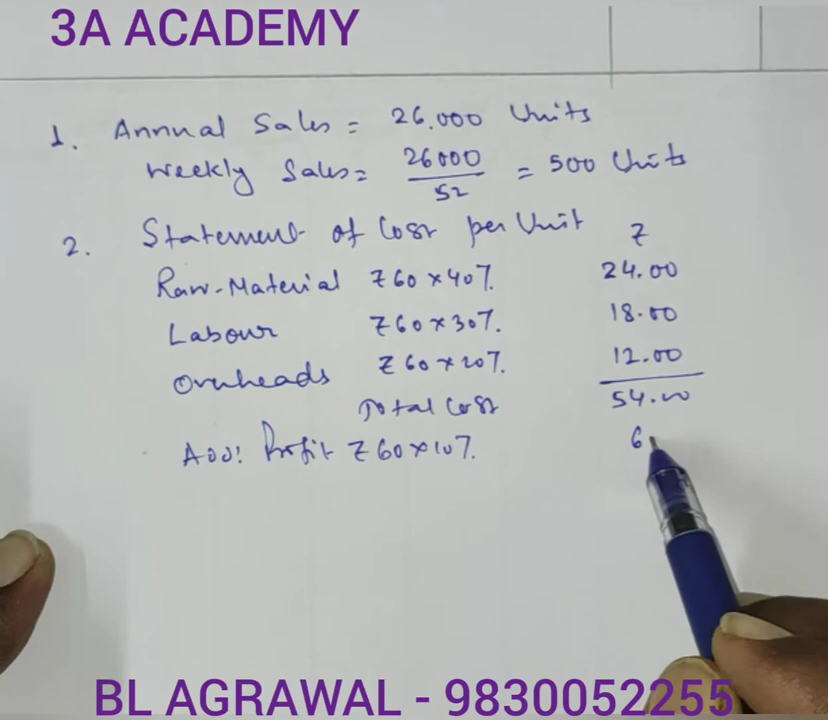 3A ACADEMY
1. Annual Sales = 26,000 Units
Weekly Sales = 26000 / 52 = 500 Units
2. Statement of Cost per Unit ₹
Raw-Material ₹60 × 40% 24.00
Labour ₹60 × 30% 18.00
Overheads ₹60 × 20% 12.00
Total Cost 54.00
Add: Profit ₹60 × 10% 6
BL AGRAWAL - 9830052255